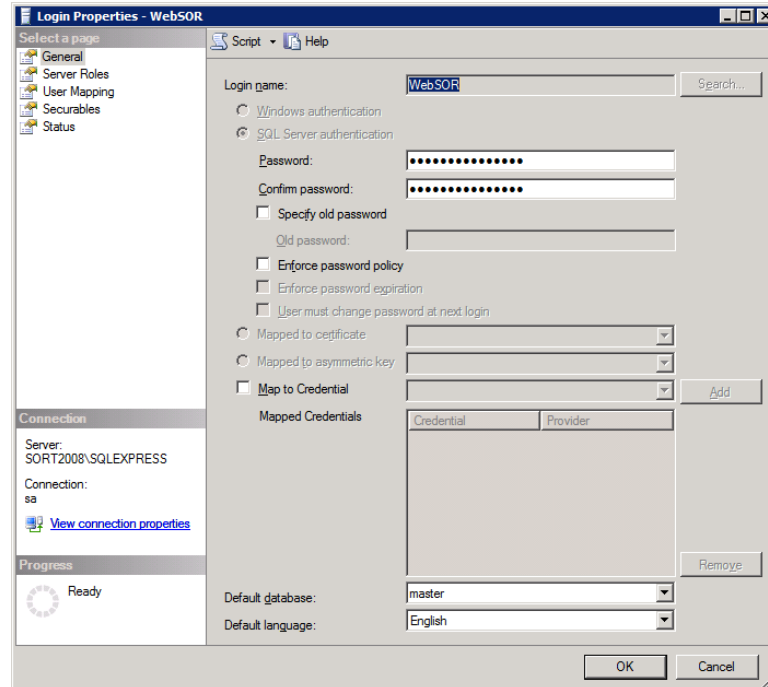 Login Properties - WebSOR
Select a page
General
Server Roles
User Mapping
Securables
Status
Script Help
Login name: WebSOR Search...
Windows authentication
SQL Server authentication
Password: ●●●●●●●●●●●●●●●
Confirm password: ●●●●●●●●●●●●●●●
Specify old password
Old password:
Enforce password policy
Enforce password expiration
User must change password at next login
Mapped to certificate
Mapped to asymmetric key
Map to Credential Add
Mapped Credentials Credential Provider
Remove
Default database: master
Default language: English
Connection
Server:
SORT2008\SQLEXPRESS
Connection:
sa
View connection properties
Progress
Ready
OK Cancel